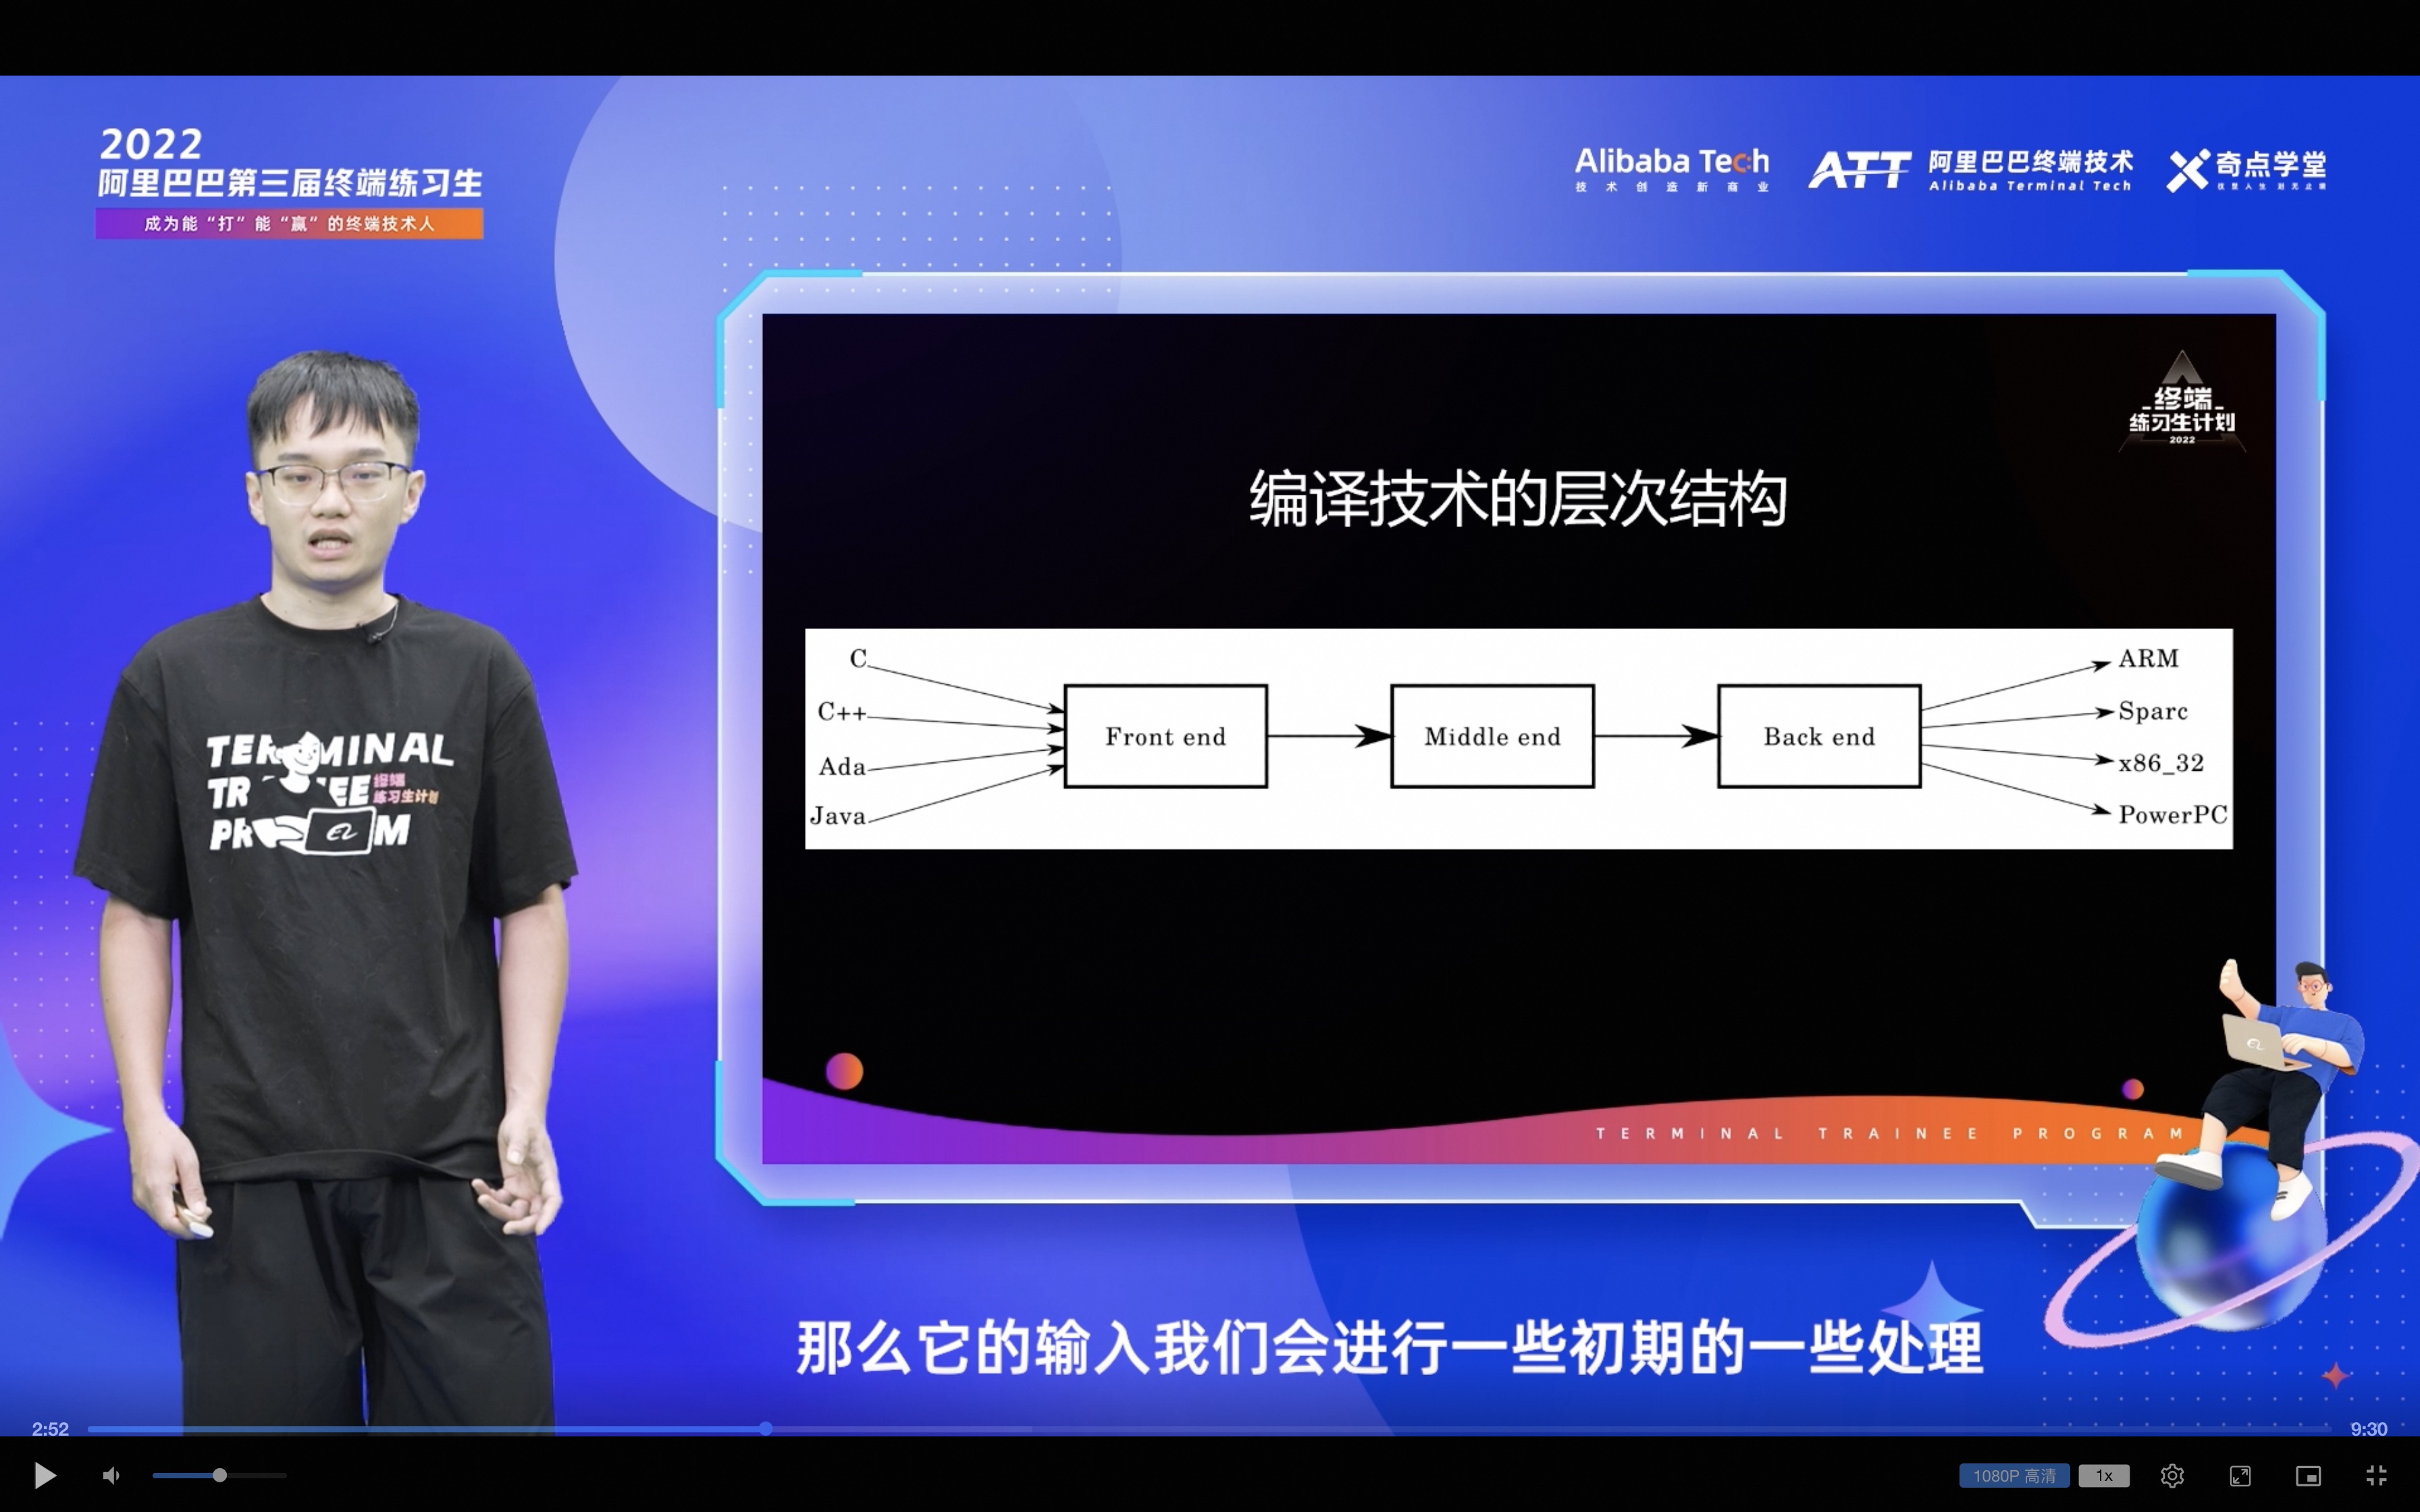 2022
阿里巴巴第三届终端练习生
成为能“打”能“赢”的终端技术人
Alibaba Tech
技术创造新商业
ATT
阿里巴巴终端技术
Alibaba Terminal Tech
奇点学堂
终端
练习生计划
2022
编译技术的层次结构
C
C++
Ada
Java
Front end
Middle end
Back end
ARM
Sparc
x86_32
PowerPC
TERMINAL TRAINEE PROGRAM
终端
练习生计划
那么它的输入我们会进行一些初期的一些处理
2:52
9:30
1080P 高清
1x